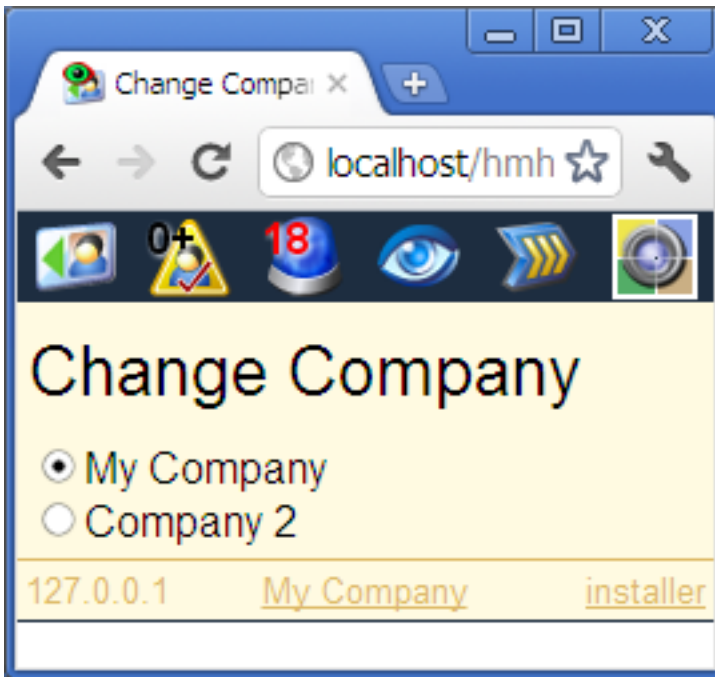 Change Compa
localhost/hmh
0+ 18
Change Company
My Company
Company 2
127.0.0.1 My Company installer